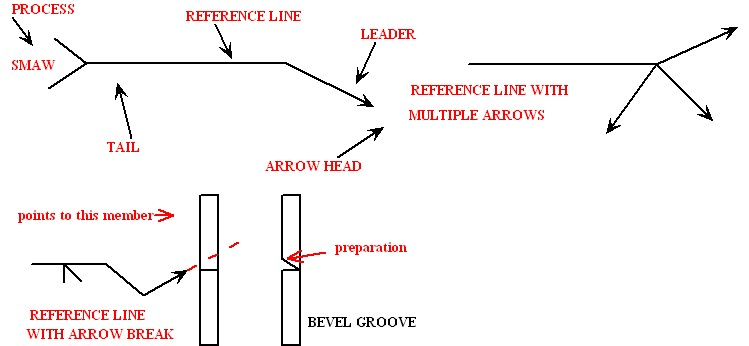 PROCESS
REFERENCE LINE
LEADER
SMAW
REFERENCE LINE WITH
MULTIPLE ARROWS
TAIL
ARROW HEAD
points to this member
preparation
REFERENCE LINE
WITH ARROW BREAK
BEVEL GROOVE